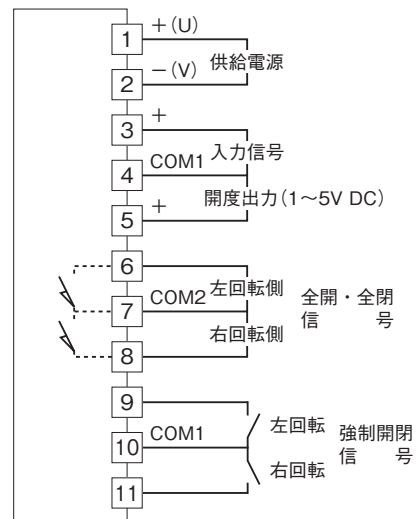 1 +(U)
供給電源
2 −(V)
3 +
入力信号
4 COM1
開度出力(1〜5V DC)
5 +
6
左回転側
全開・全閉
7 COM2
信 号
右回転側
8
9
左回転
強制開閉
10 COM1
信 号
右回転
11